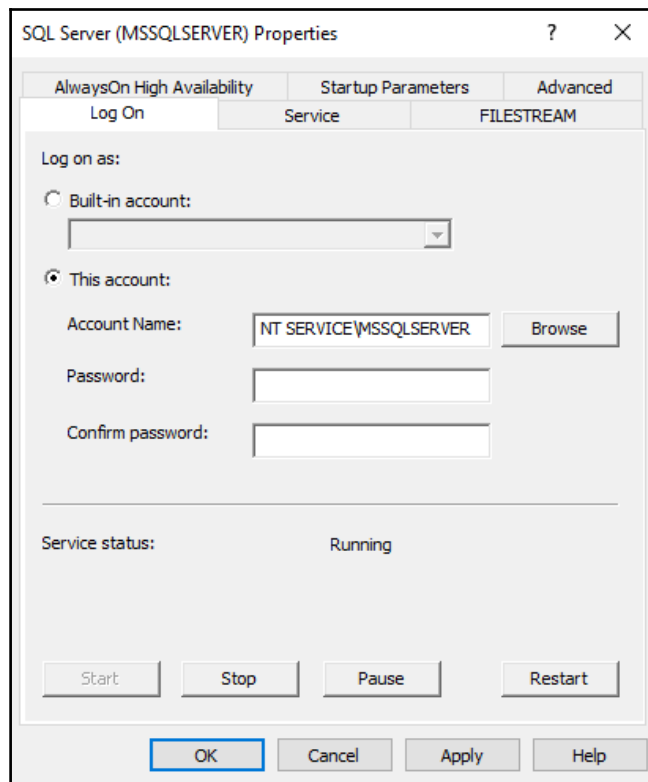 SQL Server (MSSQLSERVER) Properties ?
AlwaysOn High Availability Startup Parameters Advanced
Log On Service FILESTREAM
Log on as:
Built-in account:
This account:
Account Name: NT SERVICE\MSSQLSERVER Browse
Password:
Confirm password:
Service status: Running
Start Stop Pause Restart
OK Cancel Apply Help